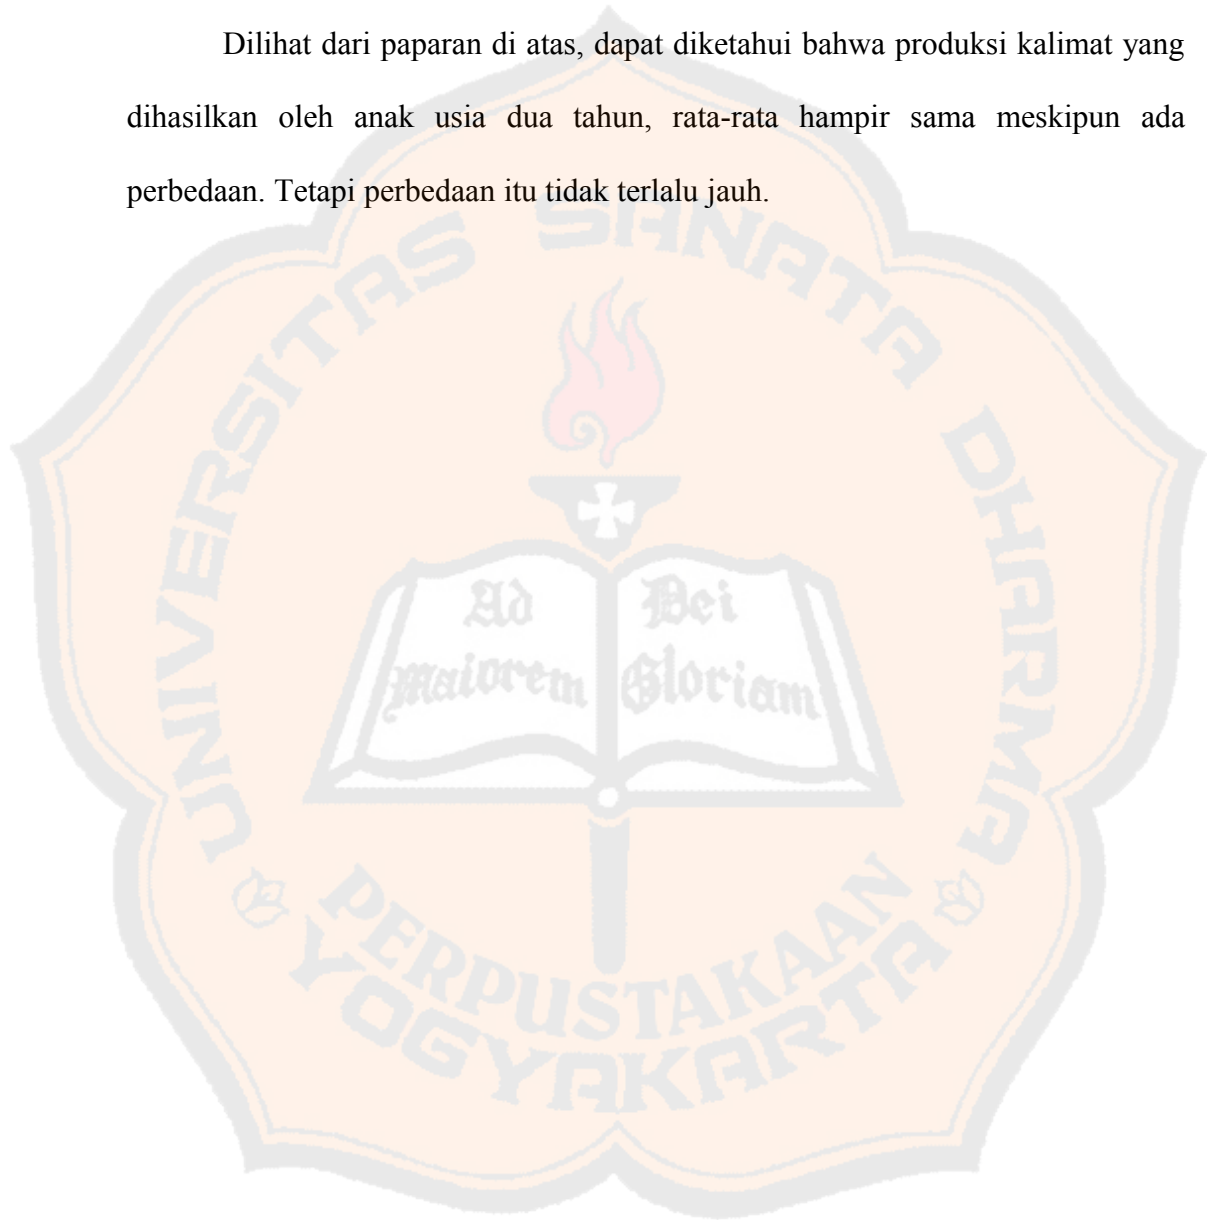 Dilihat dari paparan di atas, dapat diketahui bahwa produksi kalimat yang
dihasilkan oleh anak usia dua tahun, rata-rata hampir sama meskipun ada
perbedaan. Tetapi perbedaan itu tidak terlalu jauh.
UNIVERSITAS SANATA DHARMA
Ad
Maiorem
Dei
Gloriam
PERPUSTAKAAN
YOGYAKARTA